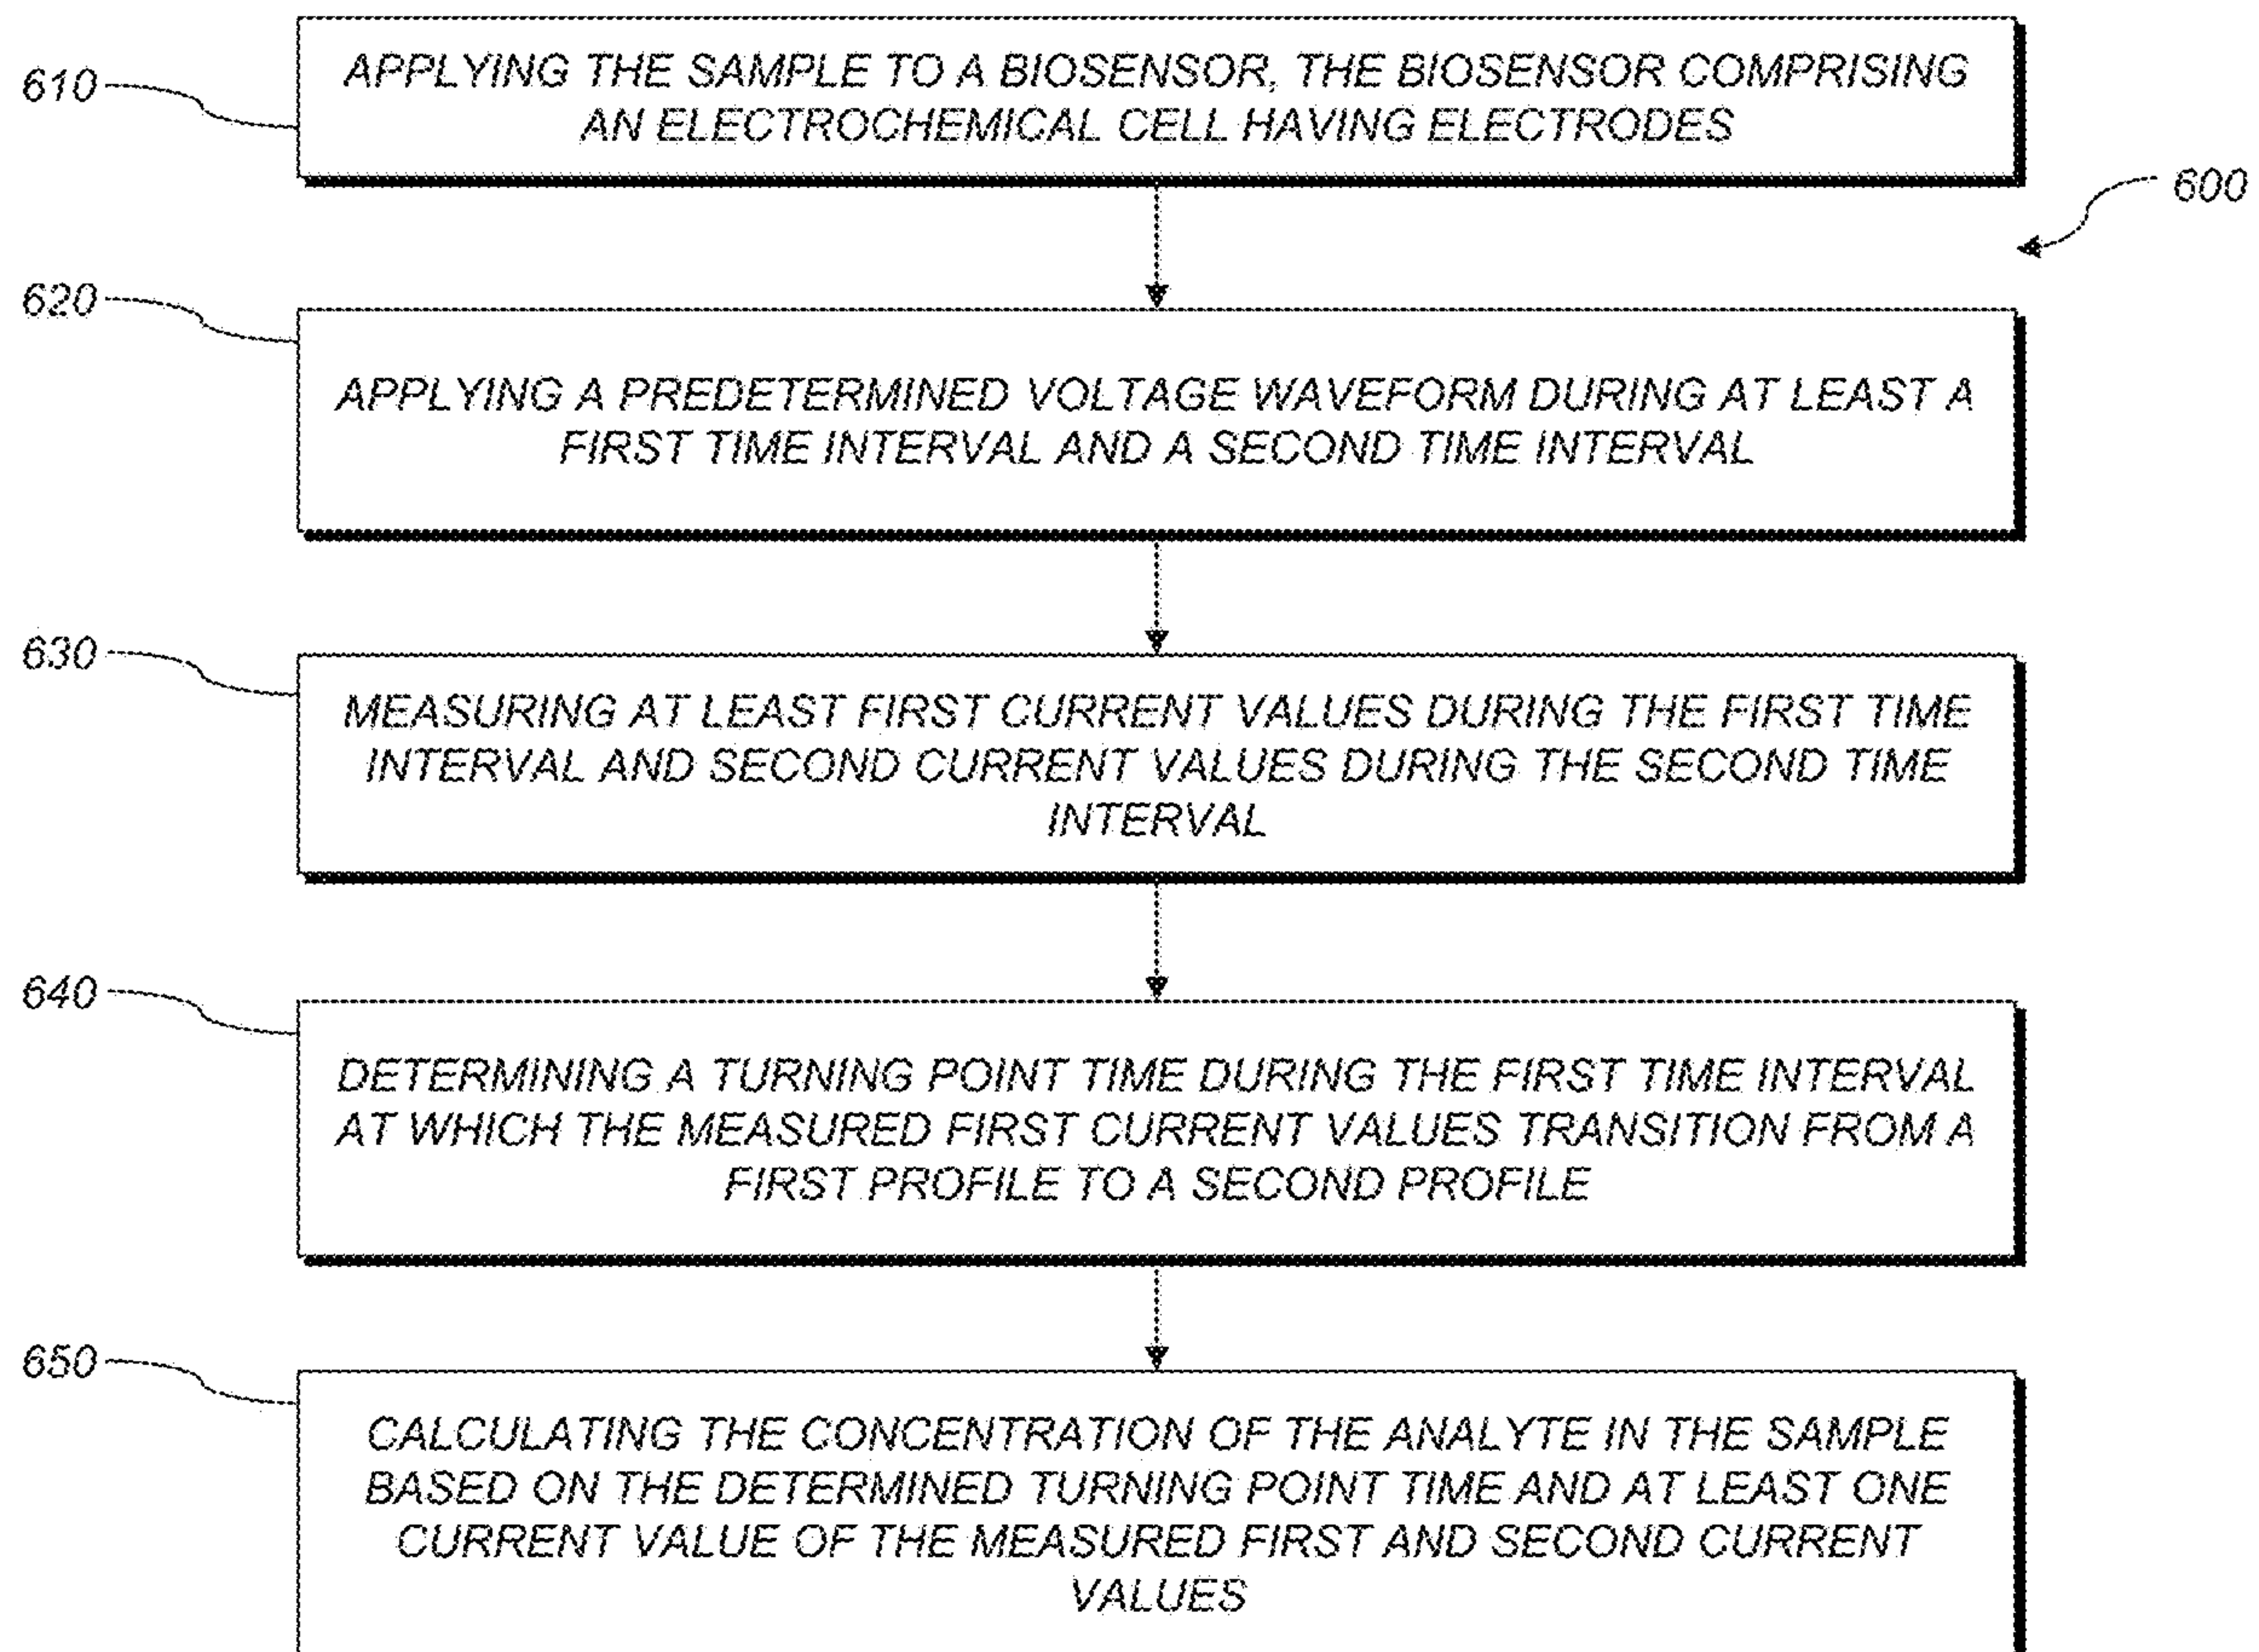 610
APPLYING THE SAMPLE TO A BIOSENSOR, THE BIOSENSOR COMPRISING
AN ELECTROCHEMICAL CELL HAVING ELECTRODES
600
620
APPLYING A PREDETERMINED VOLTAGE WAVEFORM DURING AT LEAST A
FIRST TIME INTERVAL AND A SECOND TIME INTERVAL
630
MEASURING AT LEAST FIRST CURRENT VALUES DURING THE FIRST TIME
INTERVAL AND SECOND CURRENT VALUES DURING THE SECOND TIME
INTERVAL
640
DETERMINING A TURNING POINT TIME DURING THE FIRST TIME INTERVAL
AT WHICH THE MEASURED FIRST CURRENT VALUES TRANSITION FROM A
FIRST PROFILE TO A SECOND PROFILE
650
CALCULATING THE CONCENTRATION OF THE ANALYTE IN THE SAMPLE
BASED ON THE DETERMINED TURNING POINT TIME AND AT LEAST ONE
CURRENT VALUE OF THE MEASURED FIRST AND SECOND CURRENT
VALUES